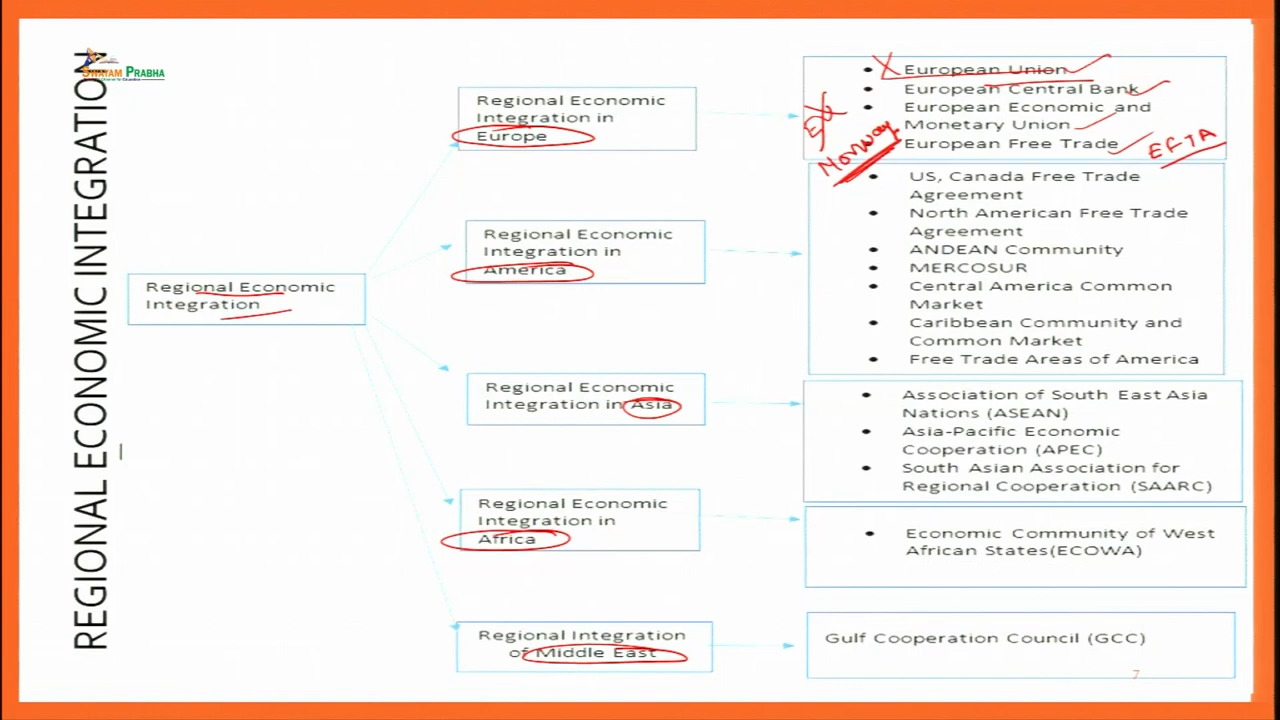 REGIONAL ECONOMIC INTEGRATION
SWAYAM PRABHA
Regional Economic
Integration
Regional Economic
Integration in
Europe
X European Union
European Central Bank
European Economic and
Monetary Union
European Free Trade
EFTA
Norway
Regional Economic
Integration in
America
US, Canada Free Trade
Agreement
North American Free Trade
Agreement
ANDEAN Community
MERCOSUR
Central America Common
Market
Caribbean Community and
Common Market
Free Trade Areas of America
Regional Economic
Integration in Asia
Association of South East Asia
Nations (ASEAN)
Asia-Pacific Economic
Cooperation (APEC)
South Asian Association for
Regional Cooperation (SAARC)
Regional Economic
Integration in
Africa
Economic Community of West
African States(ECOWA)
Regional Integration
of Middle East
Gulf Cooperation Council (GCC)
7